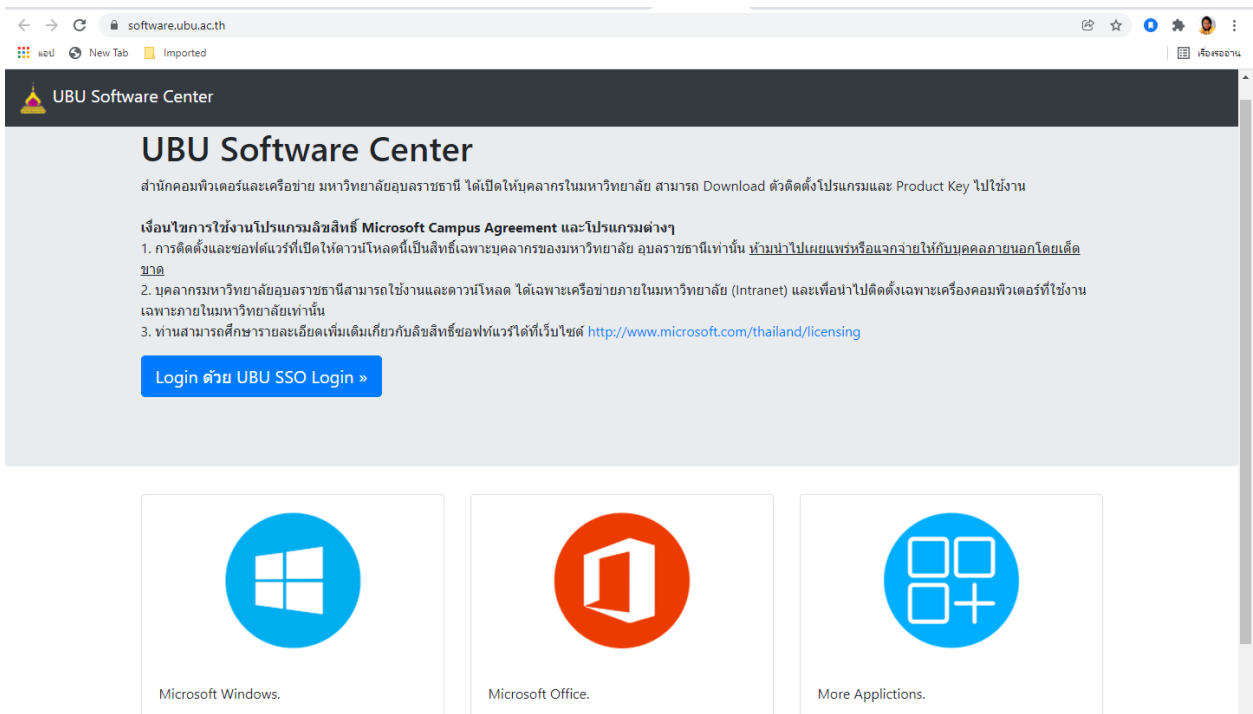 software.ubu.ac.th
แอป New Tab Imported เรื่องรออ่าน
UBU Software Center
UBU Software Center
สำนักคอมพิวเตอร์และเครือข่าย มหาวิทยาลัยอุบลราชธานี ได้เปิดให้บุคลากรในมหาวิทยาลัย สามารถ Download ตัวติดตั้งโปรแกรมและ Product Key ไปใช้งาน
เงื่อนไขการใช้งานโปรแกรมลิขสิทธิ์ Microsoft Campus Agreement และโปรแกรมต่างๆ
1. การติดตั้งและซอฟต์แวร์ที่เปิดให้ดาวน์โหลดนี้เป็นสิทธิ์เฉพาะบุคลากรของมหาวิทยาลัย อุบลราชธานีเท่านั้น ห้ามนำไปเผยแพร่หรือแจกจ่ายให้กับบุคคลภายนอกโดยเด็ด
ขาด
2. บุคลากรมหาวิทยาลัยอุบลราชธานีสามารถใช้งานและดาวน์โหลด ได้เฉพาะเครือข่ายภายในมหาวิทยาลัย (Intranet) และเพื่อนำไปติดตั้งเฉพาะเครื่องคอมพิวเตอร์ที่ใช้งาน
เฉพาะภายในมหาวิทยาลัยเท่านั้น
3. ท่านสามารถศึกษารายละเอียดเพิ่มเติมเกี่ยวกับลิขสิทธิ์ซอฟท์แวร์ได้ที่เว็บไซต์ http://www.microsoft.com/thailand/licensing
Login ด้วย UBU SSO Login »
Microsoft Windows. Microsoft Office. More Applictions.